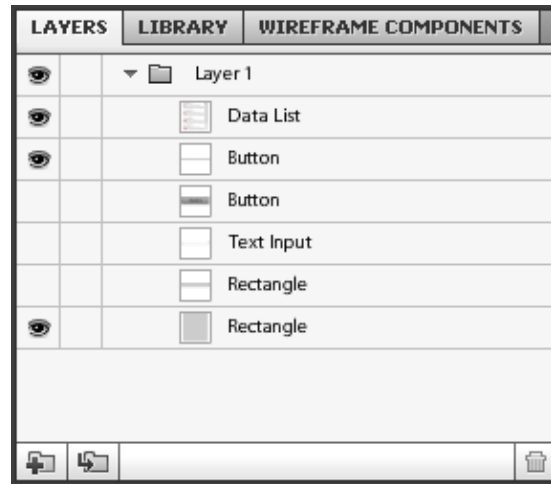 LAYERS LIBRARY WIREFRAME COMPONENTS
Layer 1
Data List
Button
Button
Text Input
Rectangle
Rectangle